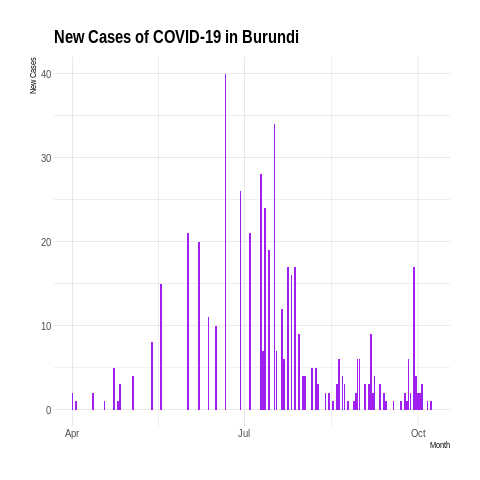 New Cases of COVID-19 in Burundi
New Cases
40
30
20
10
0
Apr
Jul
Oct
Month